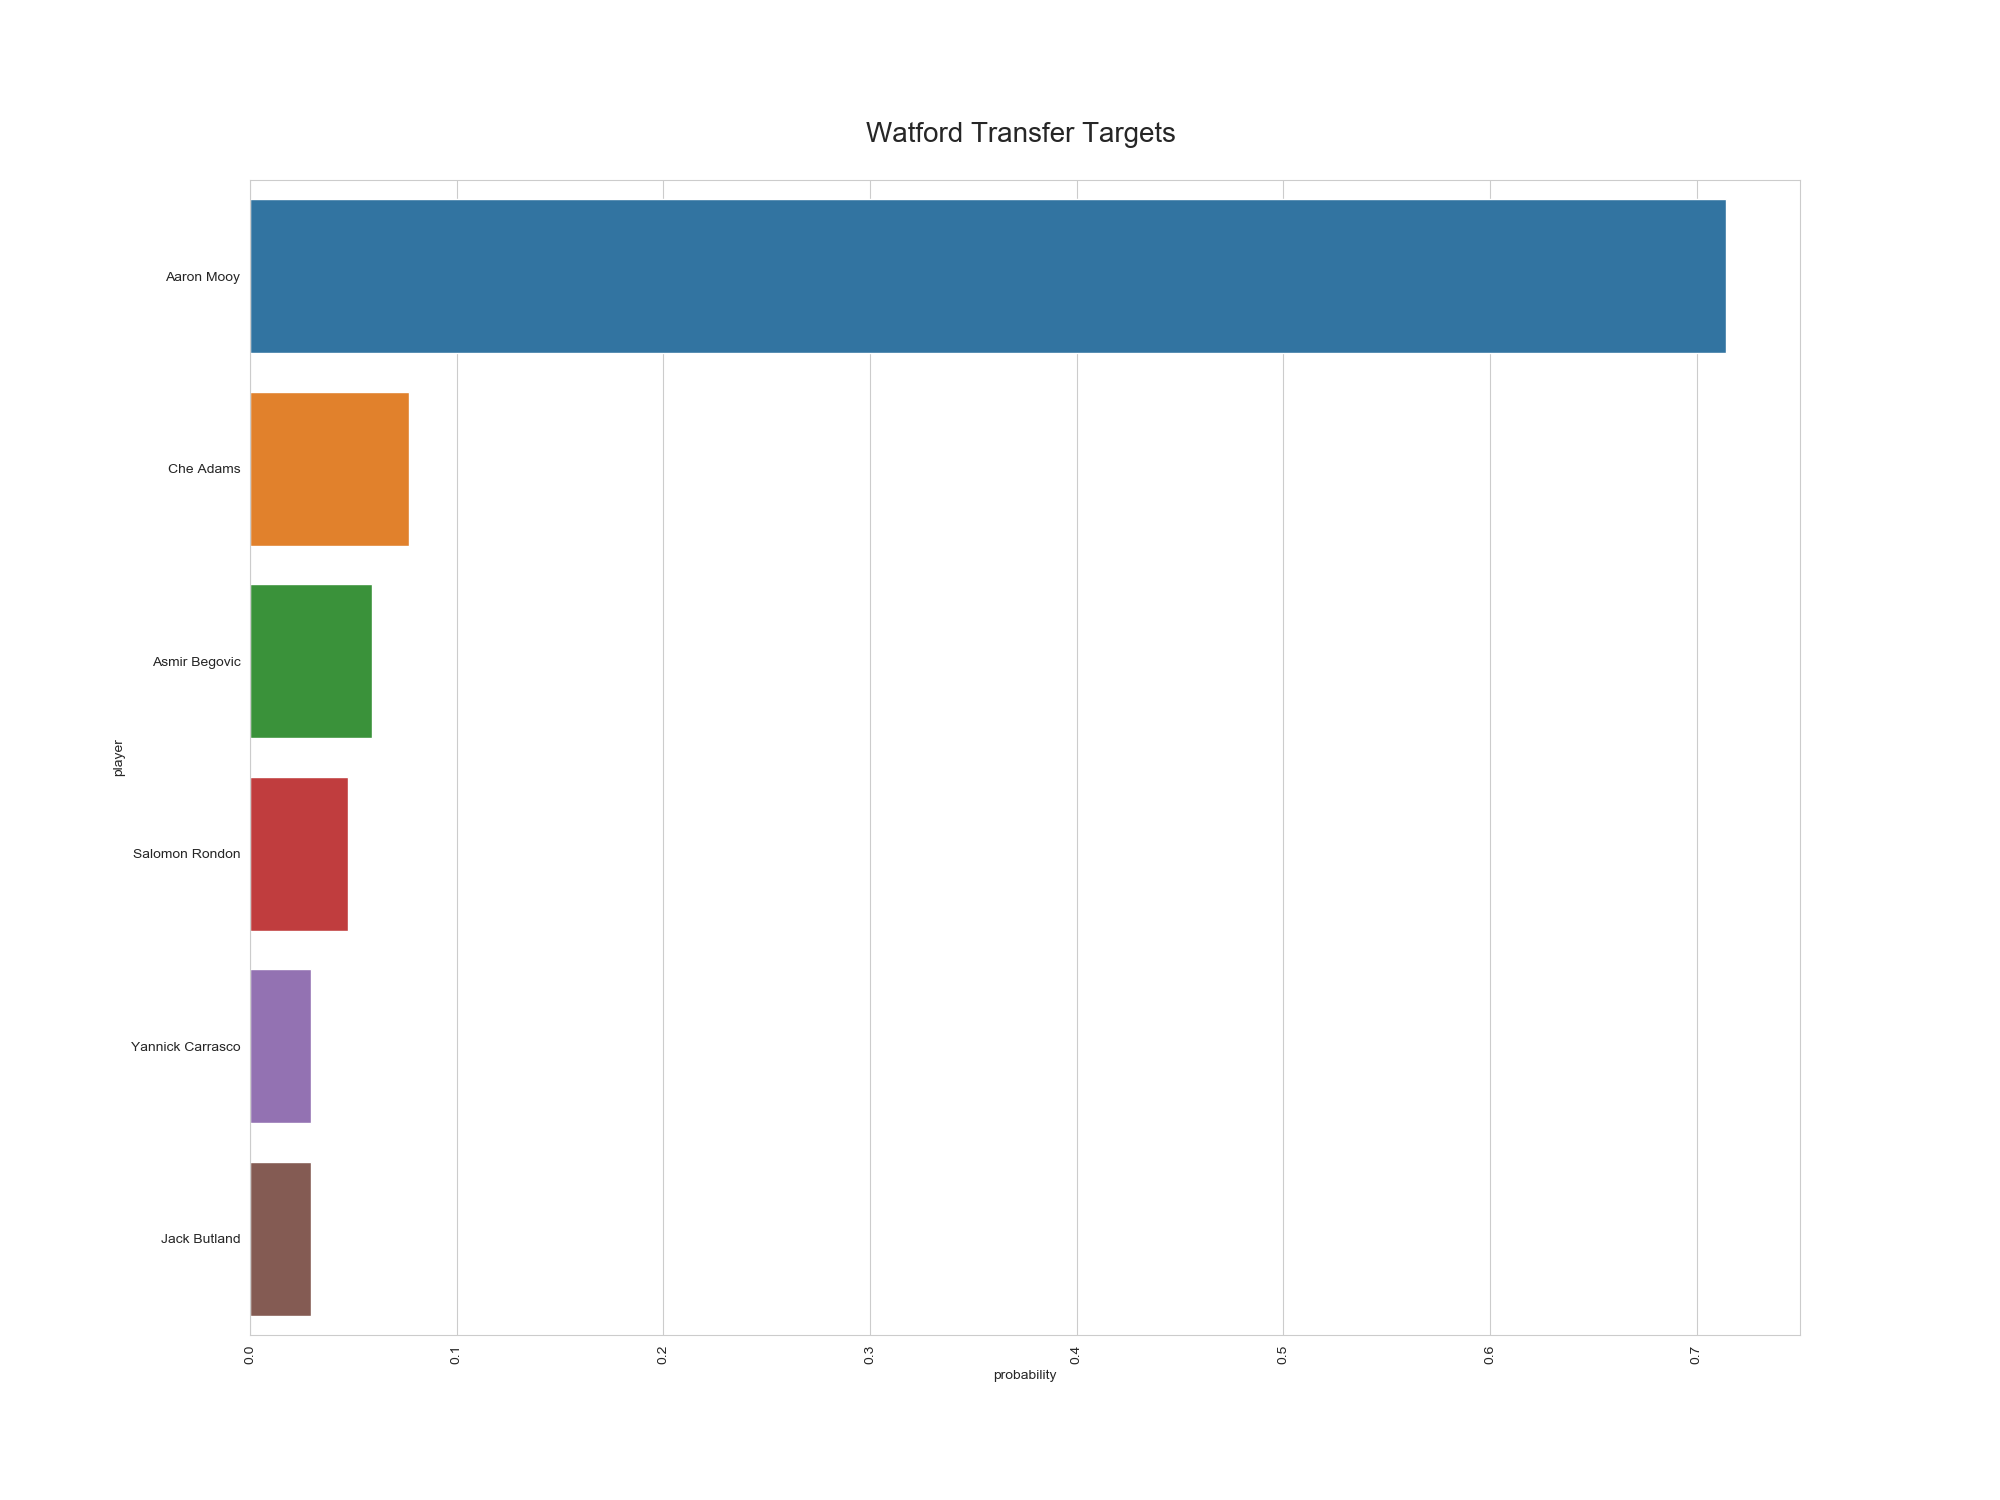 Watford Transfer Targets
Aaron Mooy
Che Adams
Asmir Begovic
player
Salomon Rondon
Yannick Carrasco
Jack Butland
0.0 0.1 0.2 0.3 0.4 0.5 0.6 0.7
probability